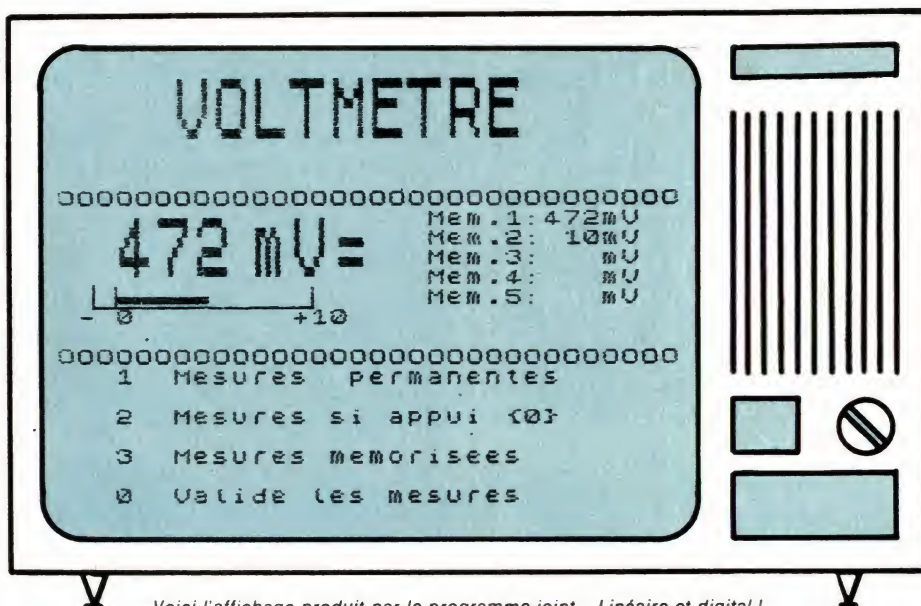 VOLTMETRE
OOOOOOOOOOOOOOOOOOOOOOOOOOOOOOOOO
472 mV=
Mem.1:472mV
Mem.2: 10mV
Mem.3: mV
Mem.4: mV
Mem.5: mV
- 0 +10
OOOOOOOOOOOOOOOOOOOOOOOOOOOOOOOOO
1 Mesures permanentes
2 Mesures si appui {0}
3 Mesures memorisees
0 Valide les mesures
Voici l'affichage produit par le programme joint... Linéaire et digital !